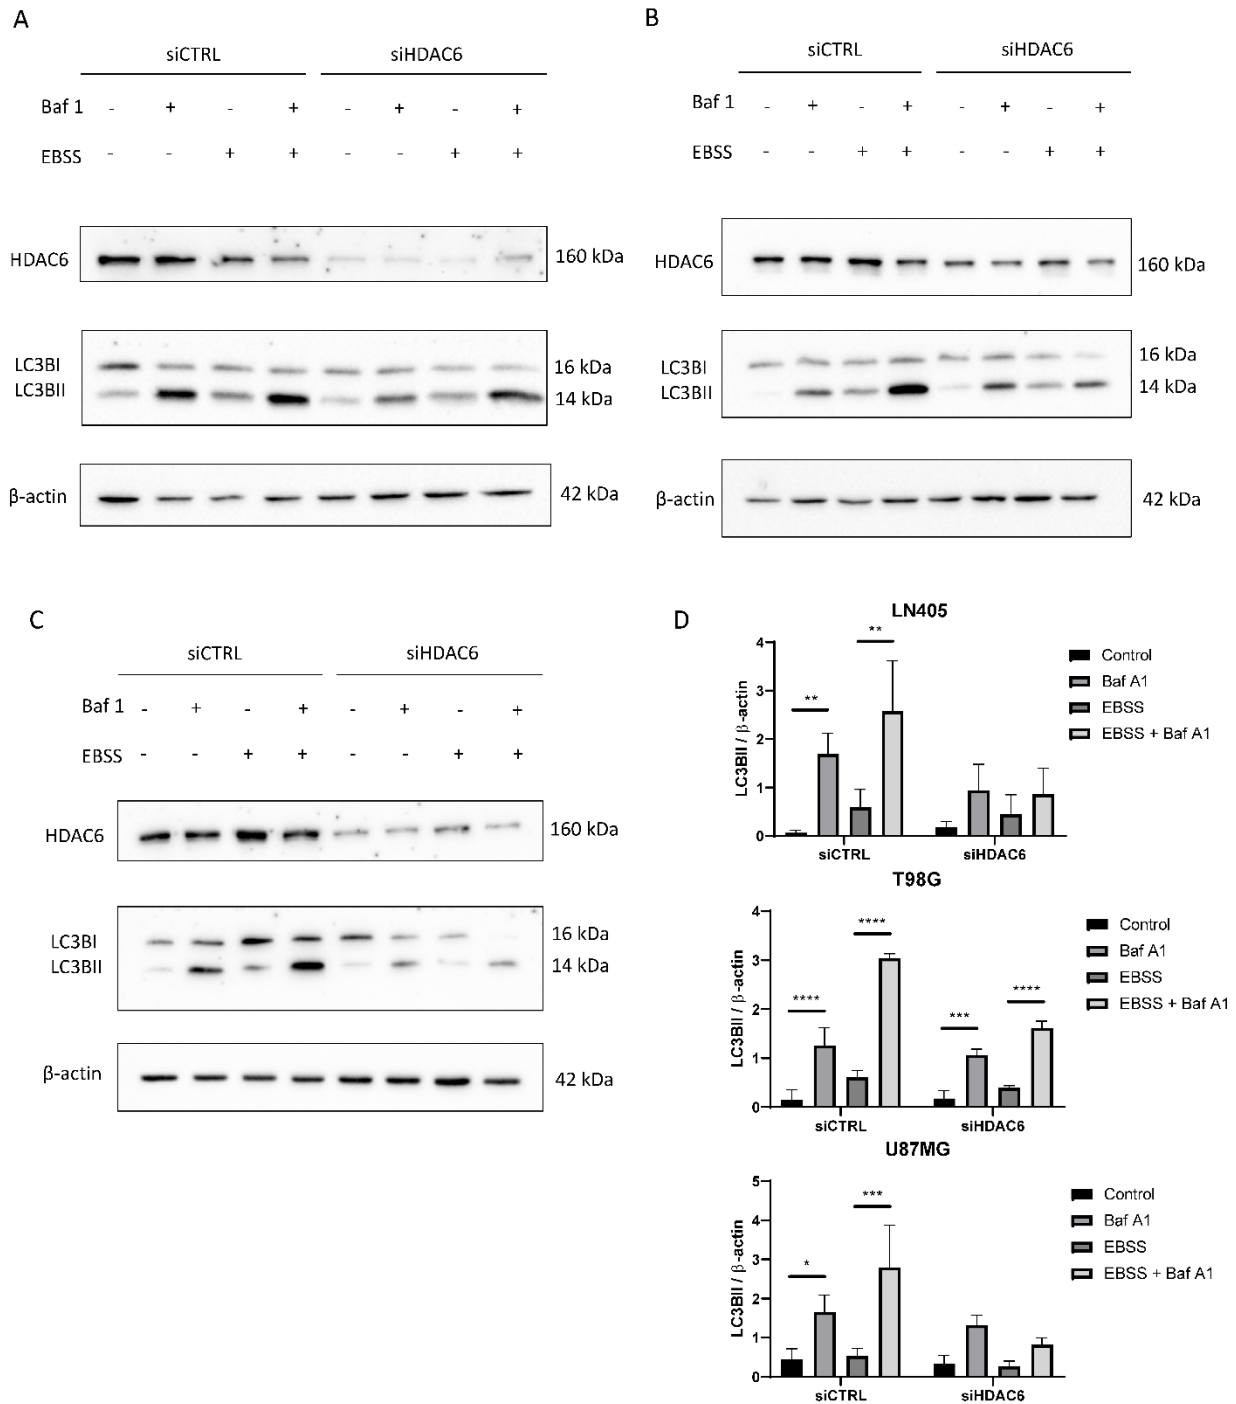 A
siCTRL siHDAC6
Baf 1 - + - + - + - +
EBSS - - + + - - + +
HDAC6 160 kDa
LC3BI 16 kDa
LC3BII 14 kDa
β-actin 42 kDa
B
siCTRL siHDAC6
Baf 1 - + - + - + - +
EBSS - - + + - - + +
HDAC6 160 kDa
LC3BI 16 kDa
LC3BII 14 kDa
β-actin 42 kDa
C
siCTRL siHDAC6
Baf 1 - + - + - + - +
EBSS - - + + - - + +
HDAC6 160 kDa
LC3BI 16 kDa
LC3BII 14 kDa
β-actin 42 kDa
D
LN405
LC3BII / β-actin
4
3
2
1
0
** **
siCTRL siHDAC6
Control
Baf A1
EBSS
EBSS + Baf A1
T98G
LC3BII / β-actin
4
3
2
1
0
**** **** *** ****
siCTRL siHDAC6
Control
Baf A1
EBSS
EBSS + Baf A1
U87MG
LC3BII / β-actin
5
4
3
2
1
0
* ***
siCTRL siHDAC6
Control
Baf A1
EBSS
EBSS + Baf A1